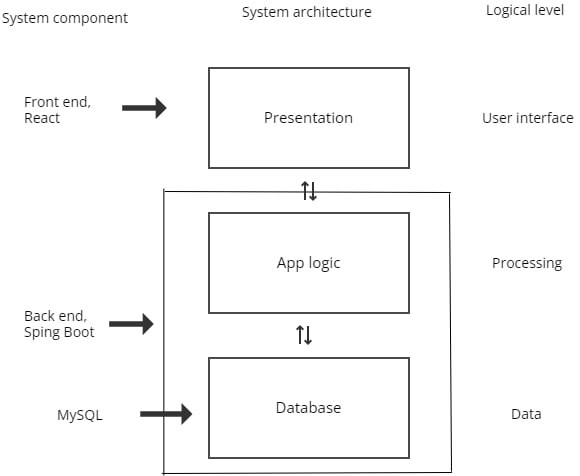 System component
System architecture
Logical level
Front end,
React
Presentation
User interface
App logic
Processing
Back end,
Sping Boot
MySQL
Database
Data